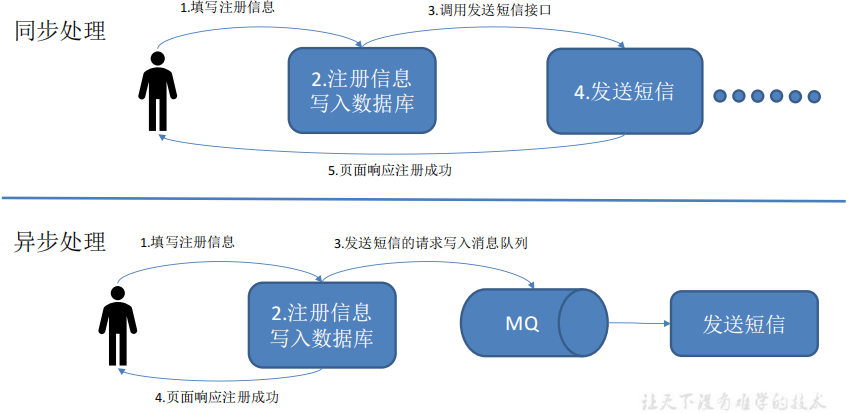 同步处理
1.填写注册信息
3.调用发送短信接口
2.注册信息
写入数据库
4.发送短信
5.页面响应注册成功
异步处理
1.填写注册信息
3.发送短信的请求写入消息队列
2.注册信息
写入数据库
MQ
发送短信
4.页面响应注册成功
让天下没有难学的技术